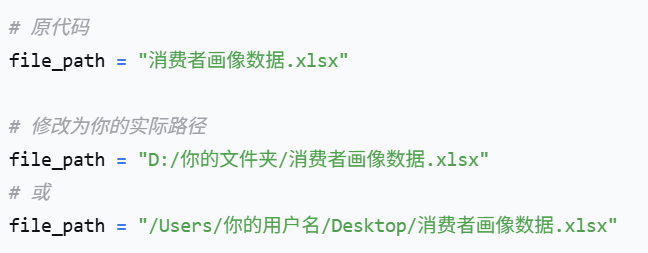 # 原代码
file_path = "消费者画像数据.xlsx"
# 修改为你的实际路径
file_path = "D:/你的文件夹/消费者画像数据.xlsx"
# 或
file_path = "/Users/你的用户名/Desktop/消费者画像数据.xlsx"